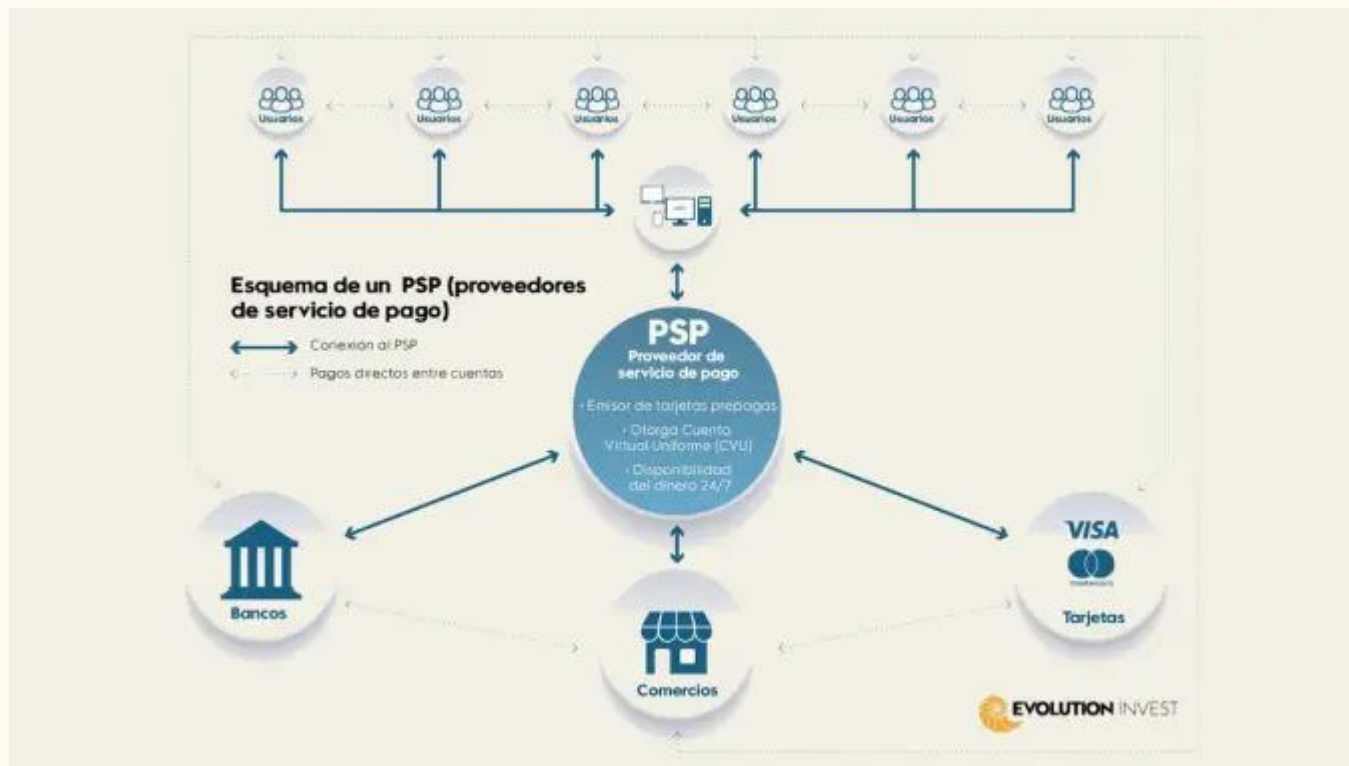 Usuarios
Usuarios
Usuarios
Usuarios
Usuarios
Usuarios
Esquema de un PSP (proveedores
de servicio de pago)
Conexión al PSP
Pagos directos entre cuentas
PSP
Proveedor de
servicio de pago
• Emisor de tarjetas prepagas
• Otorga Cuenta
Virtual Uniforme (CVU)
• Disponibilidad
del dinero 24/7
Bancos
Comercios
VISA
Tarjetas
EVOLUTION INVEST